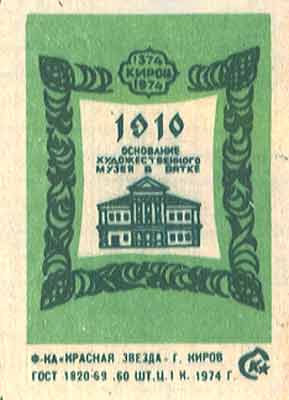 1374
КИРОВ
1974
1910
ОСНОВАНИЕ
ХУДОЖЕСТВЕННОГО
МУЗЕЯ В ВЯТКЕ
Ф-КА«КРАСНАЯ ЗВЕЗДА» Г. КИРОВ
ГОСТ 1820-69 .60 ШТ.Ц.1 К. 1974 Г.